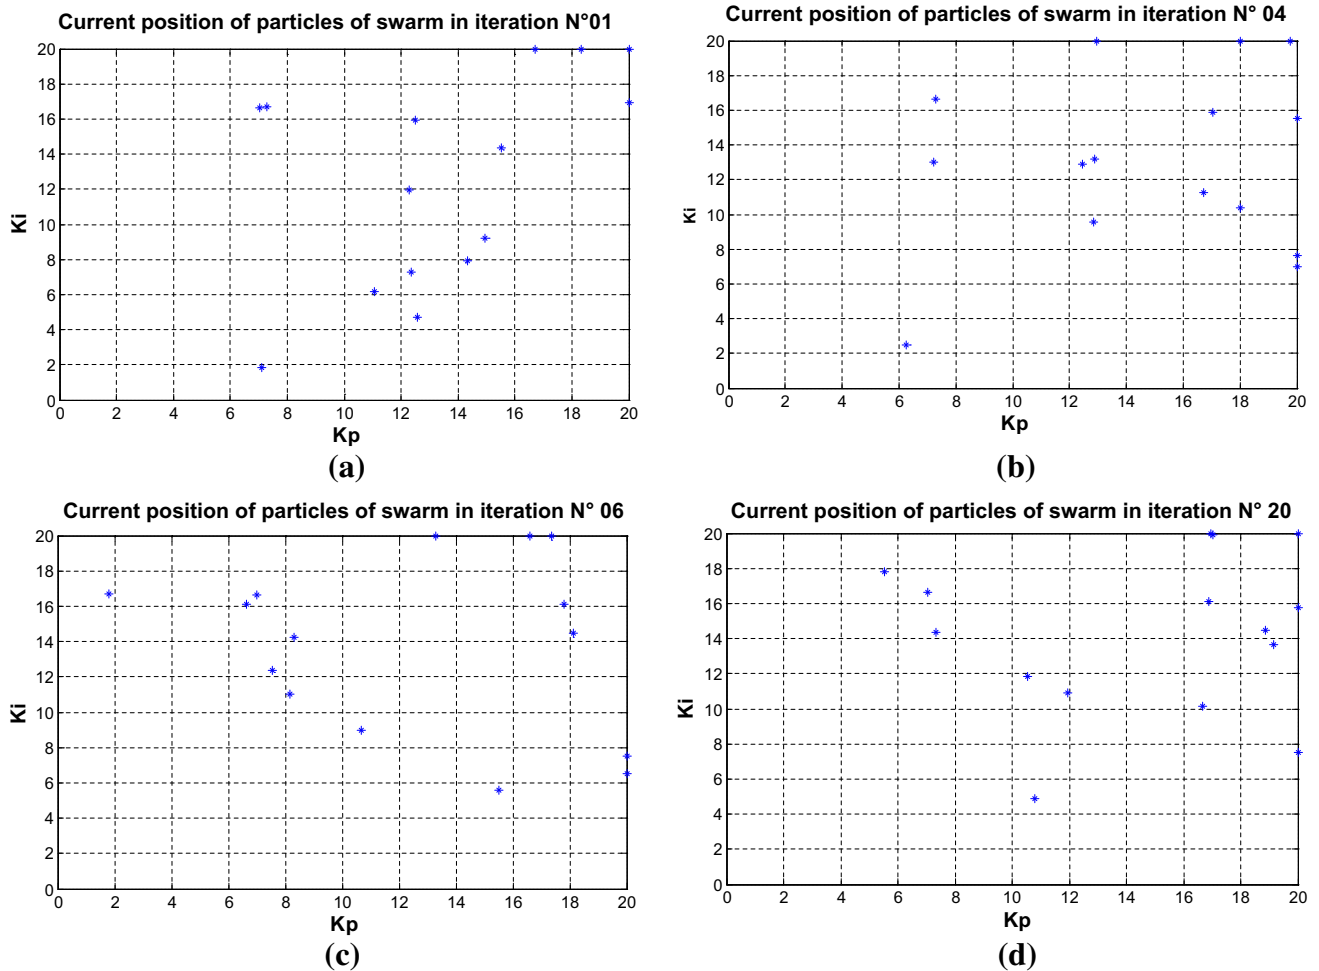 Current position of particles of swarm in iteration N°01
20
18
16
14
12
10
8
6
4
2
0
Ki
0 2 4 6 8 10 12 14 16 18 20
Kp
(a)
Current position of particles of swarm in iteration N° 04
20
18
16
14
12
10
8
6
4
2
0
Ki
0 2 4 6 8 10 12 14 16 18 20
Kp
(b)
Current position of particles of swarm in iteration N° 06
20
18
16
14
12
10
8
6
4
2
0
Ki
0 2 4 6 8 10 12 14 16 18 20
Kp
(c)
Current position of particles of swarm in iteration N° 20
20
18
16
14
12
10
8
6
4
2
0
Ki
0 2 4 6 8 10 12 14 16 18 20
Kp
(d)